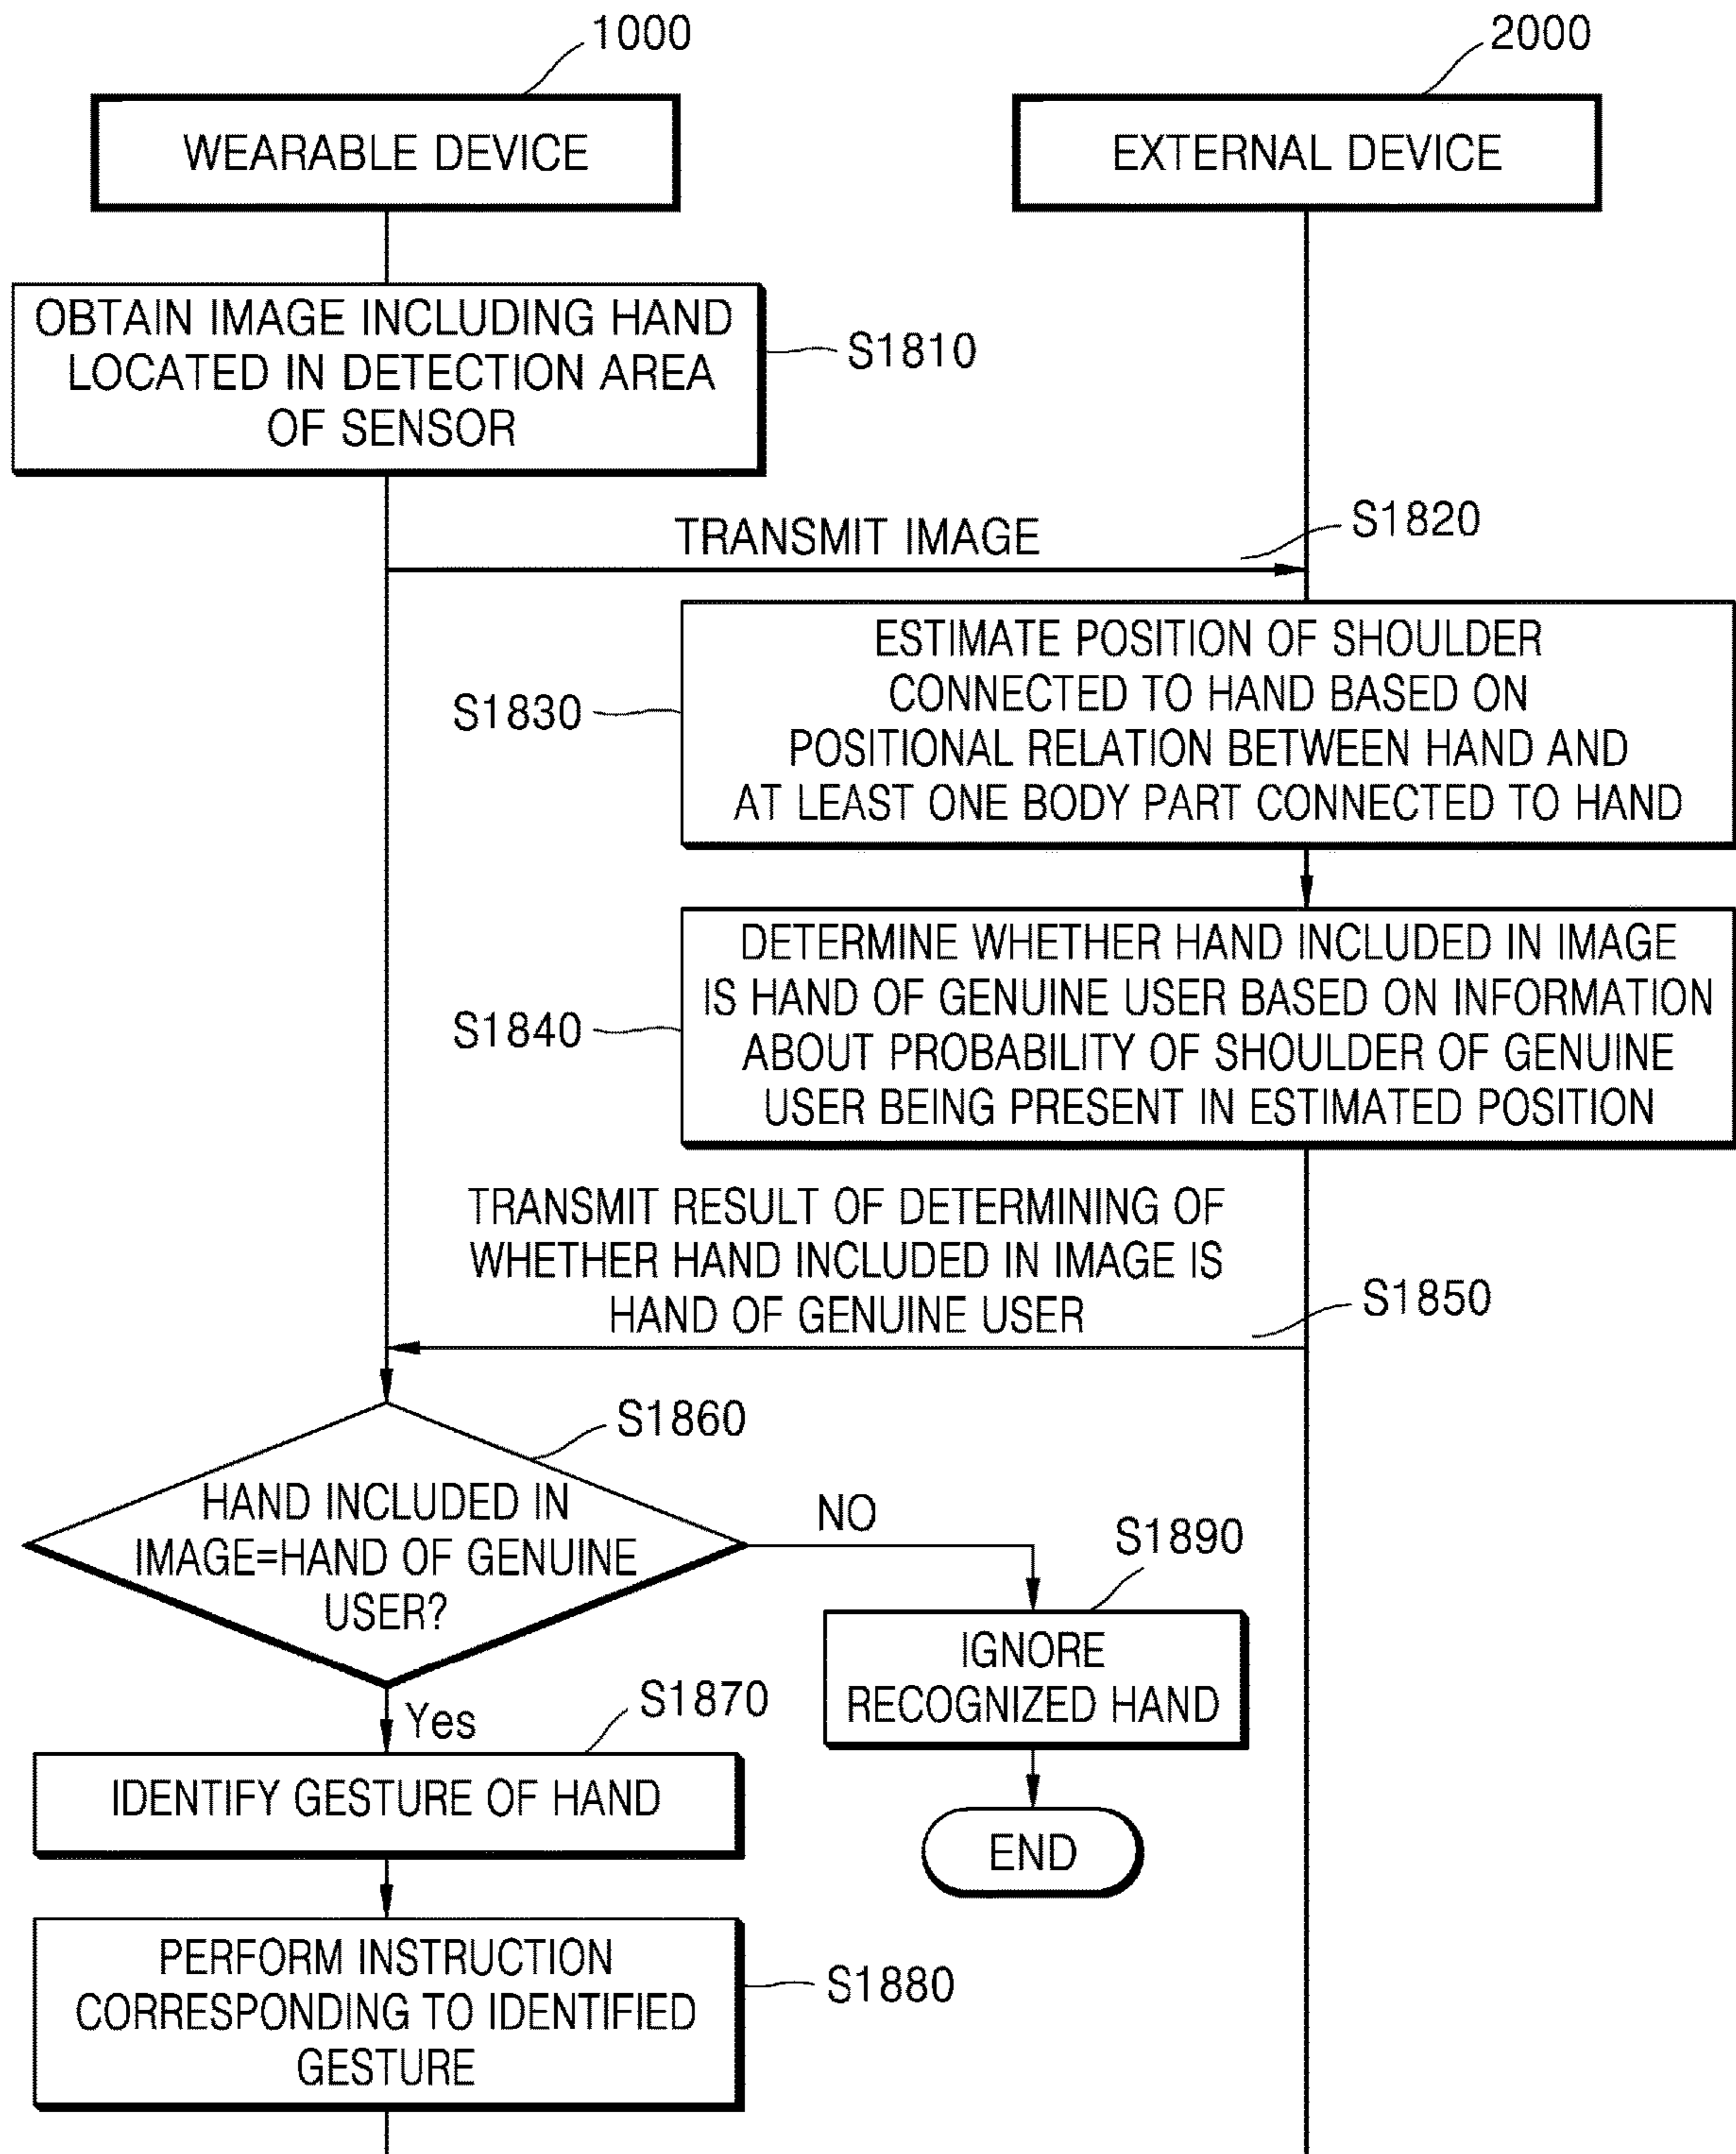 1000
2000
WEARABLE DEVICE
EXTERNAL DEVICE
OBTAIN IMAGE INCLUDING HAND
LOCATED IN DETECTION AREA
OF SENSOR
S1810
TRANSMIT IMAGE
S1820
ESTIMATE POSITION OF SHOULDER
CONNECTED TO HAND BASED ON
POSITIONAL RELATION BETWEEN HAND AND
AT LEAST ONE BODY PART CONNECTED TO HAND
S1830
DETERMINE WHETHER HAND INCLUDED IN IMAGE
IS HAND OF GENUINE USER BASED ON INFORMATION
ABOUT PROBABILITY OF SHOULDER OF GENUINE
USER BEING PRESENT IN ESTIMATED POSITION
S1840
TRANSMIT RESULT OF DETERMINING OF
WHETHER HAND INCLUDED IN IMAGE IS
HAND OF GENUINE USER
S1850
S1860
HAND INCLUDED IN
IMAGE=HAND OF GENUINE
USER?
NO
S1890
IGNORE
RECOGNIZED HAND
END
Yes
S1870
IDENTIFY GESTURE OF HAND
PERFORM INSTRUCTION
CORRESPONDING TO IDENTIFIED
GESTURE
S1880